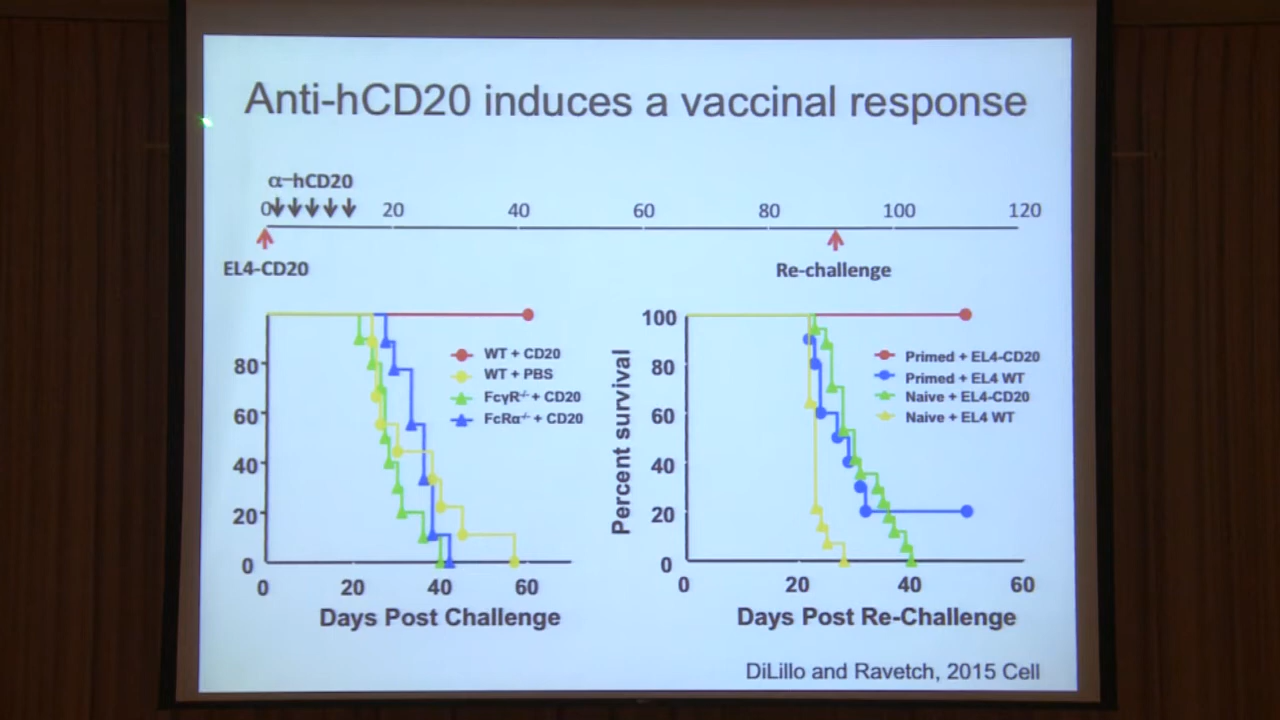 Anti-hCD20 induces a vaccinal response
α–hCD20
0 20 40 60 80 100 120
EL4-CD20
Re-challenge
80
60
40
20
0
0 20 40 60
Days Post Challenge
WT + CD20
WT + PBS
FcγR-/- + CD20
FcRα-/- + CD20
Percent survival
100
80
60
40
20
0
0 20 40 60
Days Post Re-Challenge
Primed + EL4-CD20
Primed + EL4 WT
Naive + EL4-CD20
Naive + EL4 WT
DiLillo and Ravetch, 2015 Cell